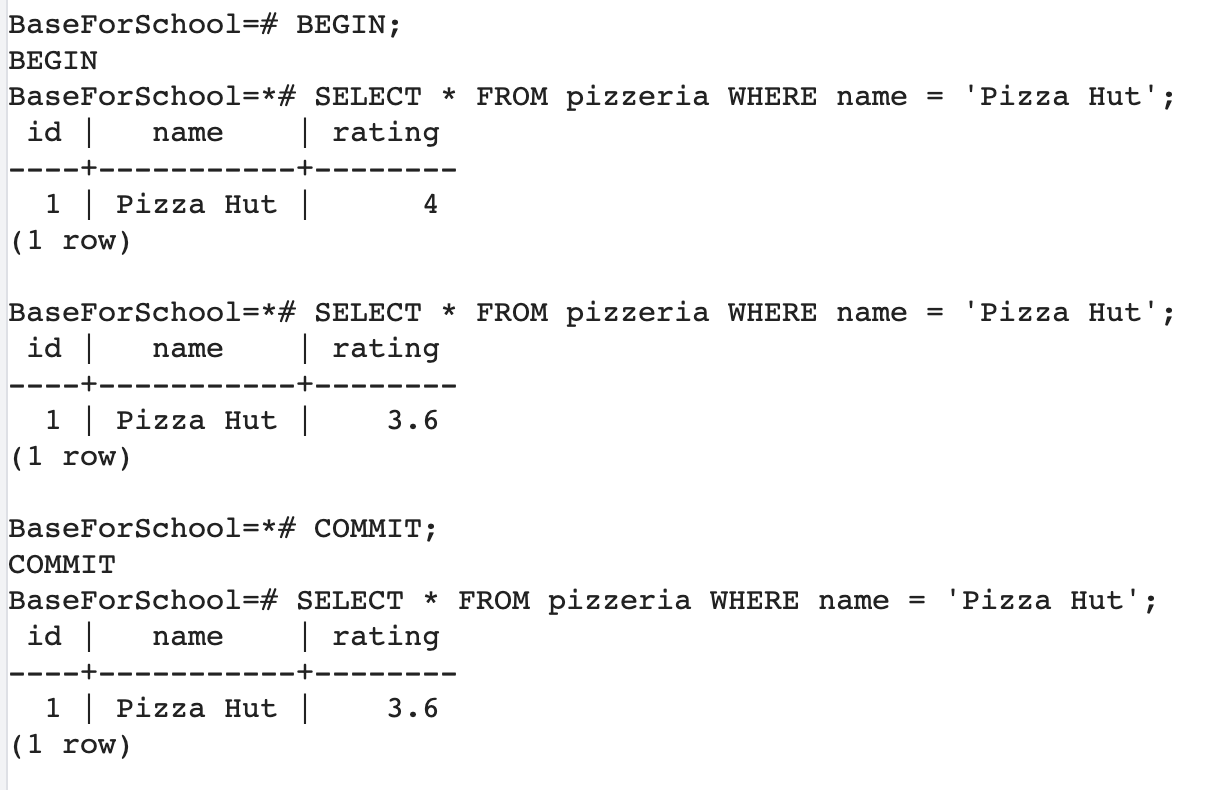 BaseForSchool=# BEGIN;
BEGIN
BaseForSchool=*# SELECT * FROM pizzeria WHERE name = 'Pizza Hut';
 id |   name    | rating
----+-----------+--------
  1 | Pizza Hut |      4
(1 row)

BaseForSchool=*# SELECT * FROM pizzeria WHERE name = 'Pizza Hut';
 id |   name    | rating
----+-----------+--------
  1 | Pizza Hut |    3.6
(1 row)

BaseForSchool=*# COMMIT;
COMMIT
BaseForSchool=# SELECT * FROM pizzeria WHERE name = 'Pizza Hut';
 id |   name    | rating
----+-----------+--------
  1 | Pizza Hut |    3.6
(1 row)